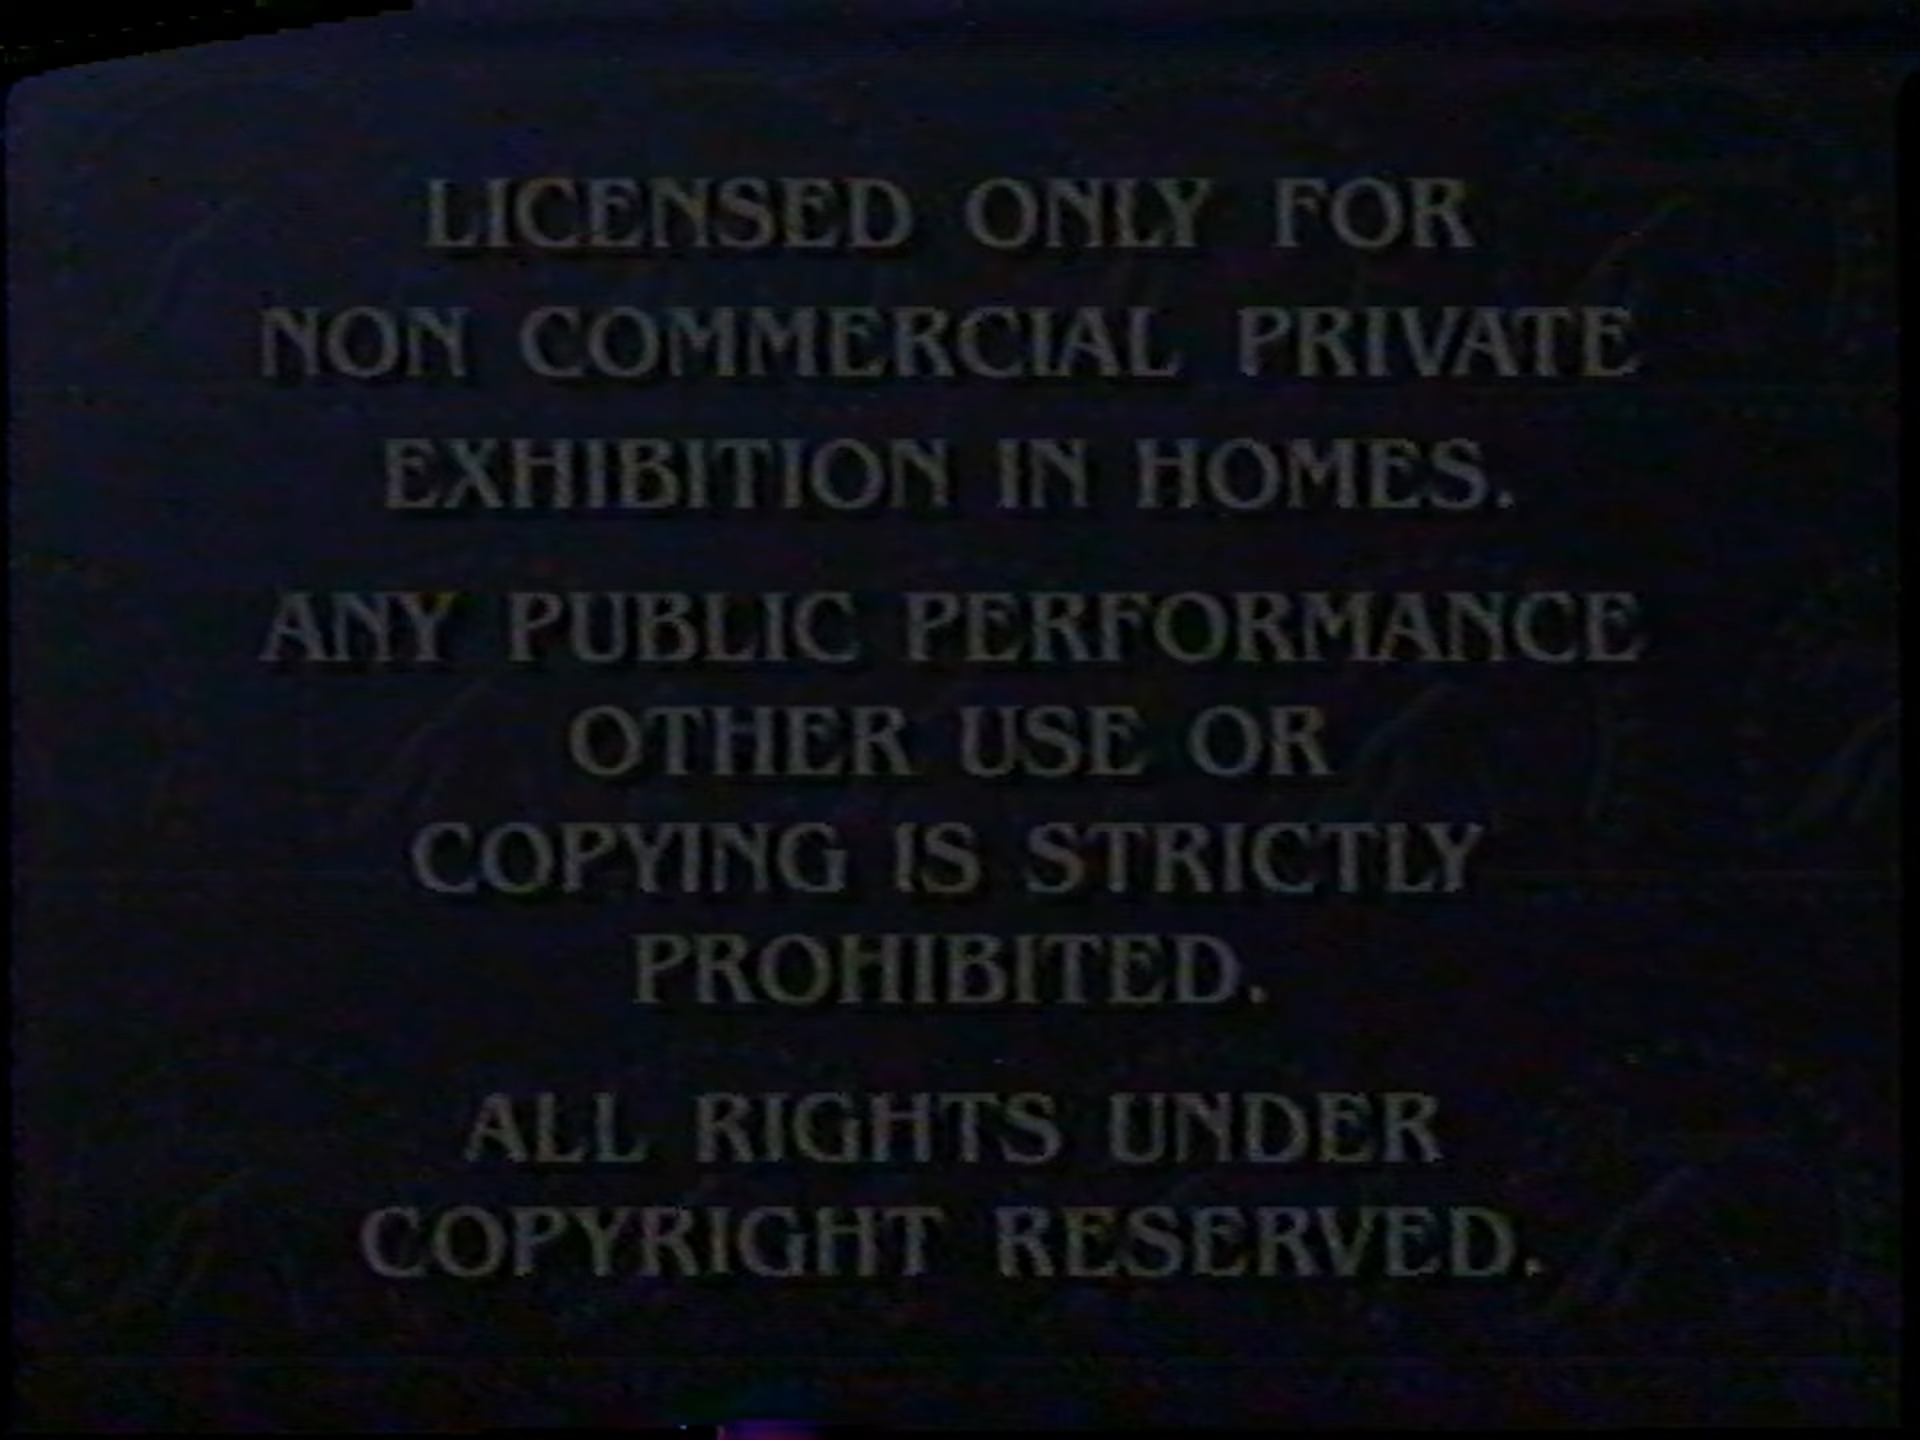 LICENSED ONLY FOR
NON COMMERCIAL PRIVATE
EXHIBITION IN HOMES.
ANY PUBLIC PERFORMANCE
OTHER USE OR
COPYING IS STRICTLY
PROHIBITED.
ALL RIGHTS UNDER
COPYRIGHT RESERVED.